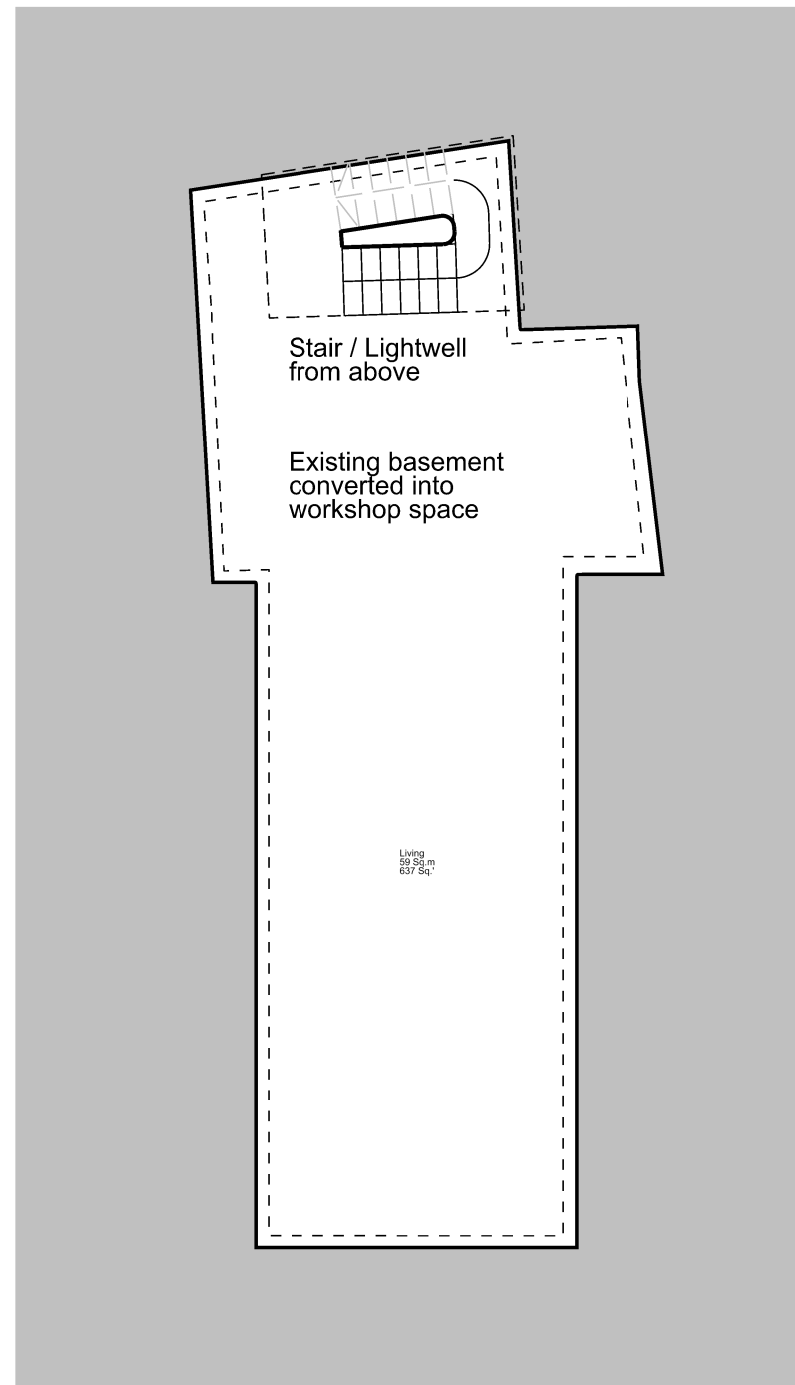 Stair / Lightwell
from above
Existing basement
converted into
workshop space
Living
59 Sq.m
637 Sq.'